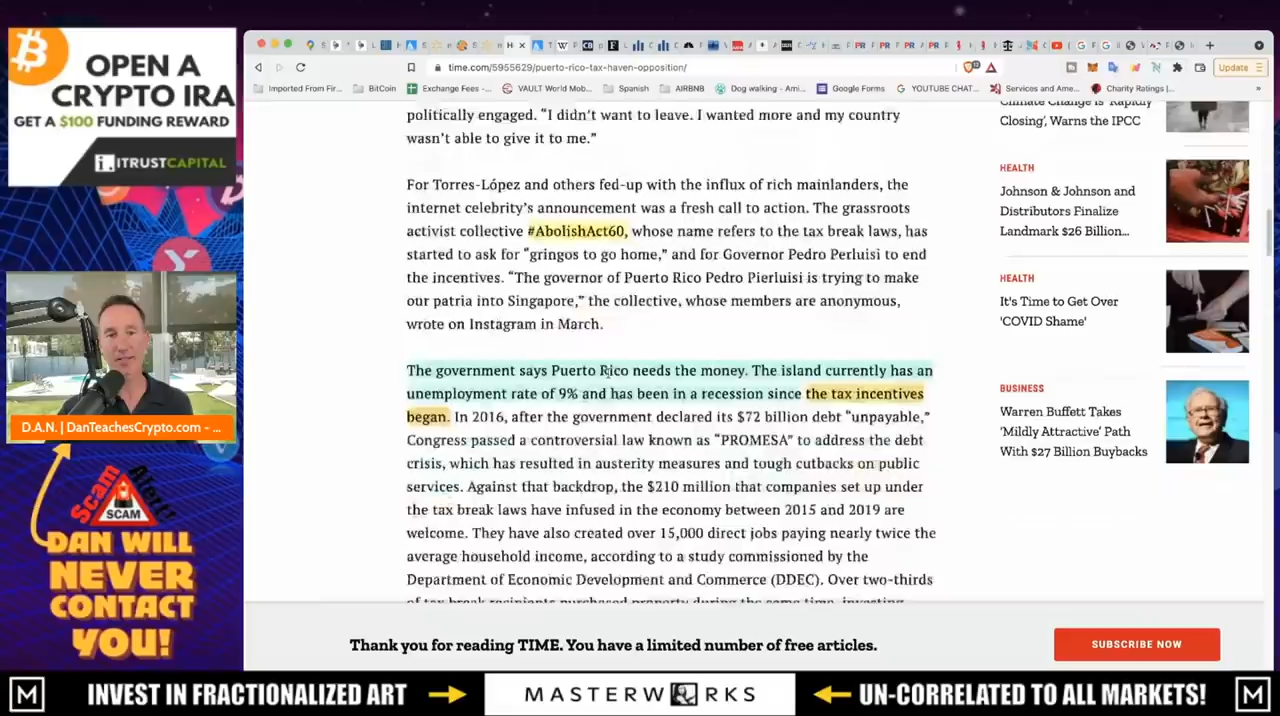 OPEN A
CRYPTO IRA
GET A $100 FUNDING REWARD
i. ITRUSTCAPITAL
D.A.N. | DanTeachesCrypto.com - ...
Scam Alert!
SCAM
DAN WILL
NEVER
CONTACT
YOU!
time.com/5955629/puerto-rico-tax-haven-opposition/
Update
Imported From Fir...
BitCoin
Exchange Fees -...
VAULT World Mob...
Spanish
AIRBNB
Dog walking - Ami...
Google Forms
YOUTUBE CHAT...
Services and Ame...
Charity Ratings |...
politically engaged. “I didn't want to leave. I wanted more and my country
wasn't able to give it to me.”
For Torres-López and others fed-up with the influx of rich mainlanders, the
internet celebrity's announcement was a fresh call to action. The grassroots
activist collective #AbolishAct60, whose name refers to the tax break laws, has
started to ask for “gringos to go home,” and for Governor Pedro Perluisi to end
the incentives. “The governor of Puerto Rico Pedro Pierluisi is trying to make
our patria into Singapore,” the collective, whose members are anonymous,
wrote on Instagram in March.
The government says Puerto Rico needs the money. The island currently has an
unemployment rate of 9% and has been in a recession since the tax incentives
began. In 2016, after the government declared its $72 billion debt “unpayable,”
Congress passed a controversial law known as “PROMESA” to address the debt
crisis, which has resulted in austerity measures and tough cutbacks on public
services. Against that backdrop, the $210 million that companies set up under
the tax break laws have infused in the economy between 2015 and 2019 are
welcome. They have also created over 15,000 direct jobs paying nearly twice the
average household income, according to a study commissioned by the
Department of Economic Development and Commerce (DDEC). Over two-thirds
of tax break recipients purchased property during the same time, investing
Climate Change is 'Rapidly
Closing', Warns the IPCC
HEALTH
Johnson & Johnson and
Distributors Finalize
Landmark $26 Billion...
HEALTH
It's Time to Get Over
'COVID Shame'
BUSINESS
Warren Buffett Takes
'Mildly Attractive' Path
With $27 Billion Buybacks
Thank you for reading TIME. You have a limited number of free articles.
SUBSCRIBE NOW
M
INVEST IN FRACTIONALIZED ART
MASTERWORKS
UN-CORRELATED TO ALL MARKETS!
M